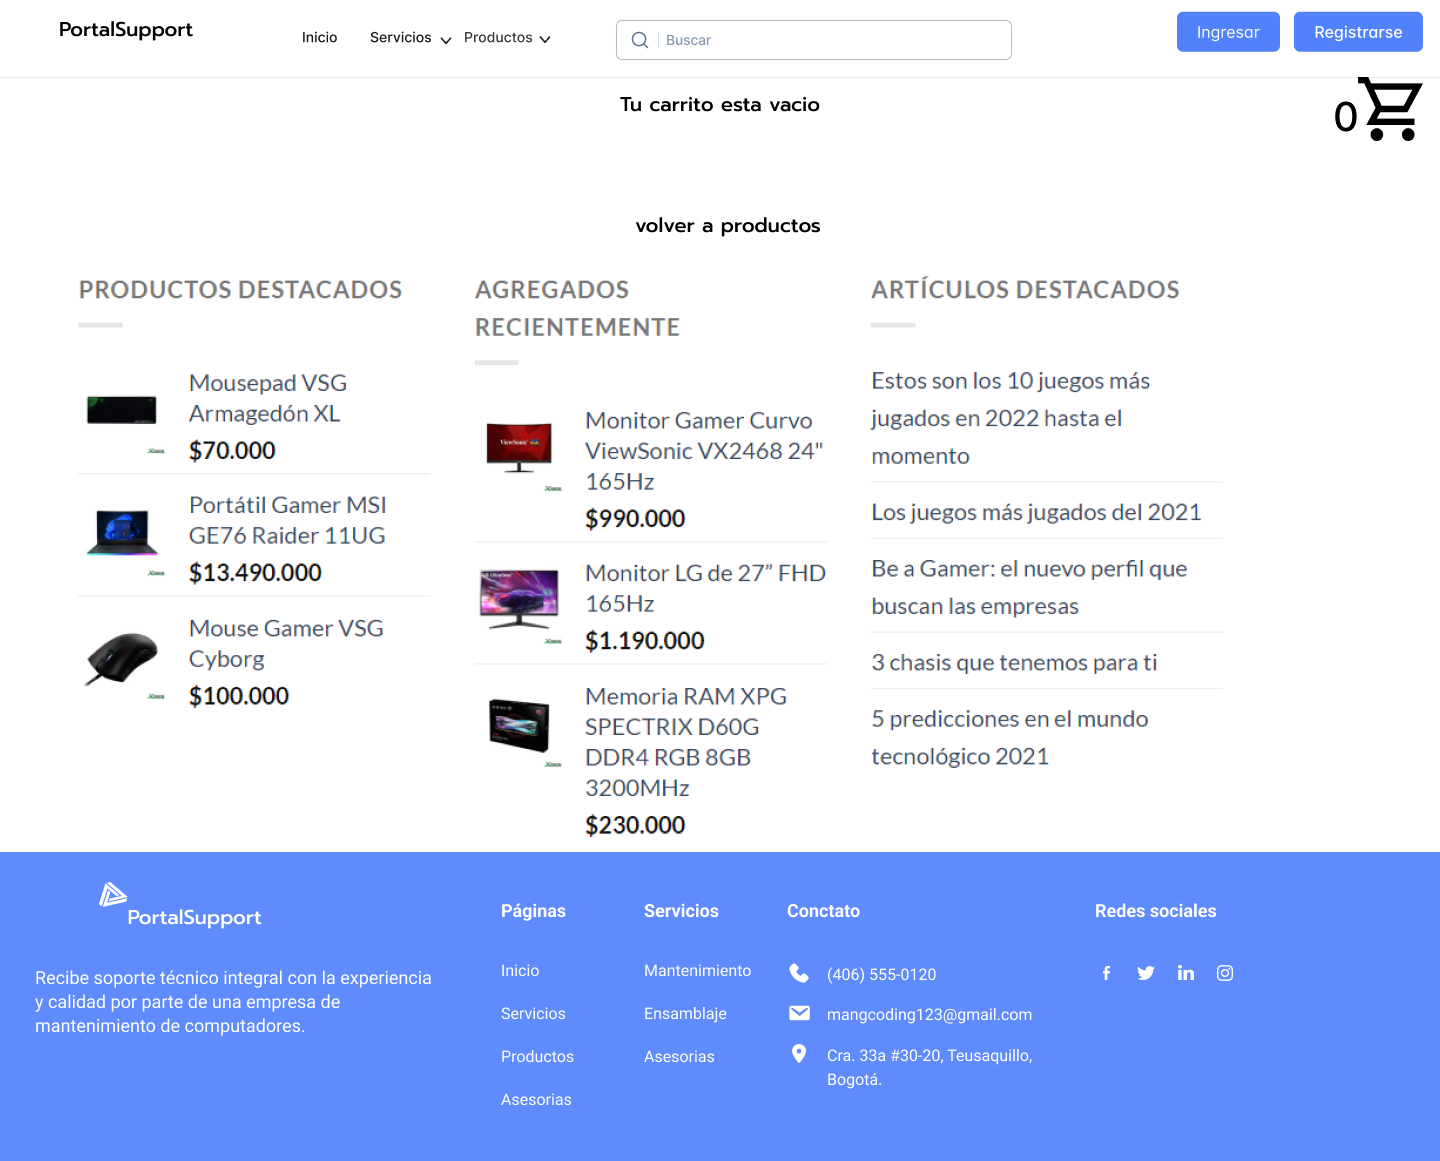 PortalSupport
Inicio
Servicios
Productos
Buscar
Ingresar
Registrarse
Tu carrito esta vacio
0
volver a productos
PRODUCTOS DESTACADOS
Mousepad VSG
Armagedón XL
$70.000
Portátil Gamer MSI
GE76 Raider 11UG
$13.490.000
Mouse Gamer VSG
Cyborg
$100.000
AGREGADOS
RECIENTEMENTE
ViewSonic
Monitor Gamer Curvo
ViewSonic VX2468 24"
165Hz
$990.000
Monitor LG de 27” FHD
165Hz
$1.190.000
Memoria RAM XPG
SPECTRIX D60G
DDR4 RGB 8GB
3200MHz
$230.000
ARTÍCULOS DESTACADOS
Estos son los 10 juegos más
jugados en 2022 hasta el
momento
Los juegos más jugados del 2021
Be a Gamer: el nuevo perfil que
buscan las empresas
3 chasis que tenemos para ti
5 predicciones en el mundo
tecnológico 2021
PortalSupport
Recibe soporte técnico integral con la experiencia
y calidad por parte de una empresa de
mantenimiento de computadores.
Páginas
Inicio
Servicios
Productos
Asesorias
Servicios
Mantenimiento
Ensamblaje
Asesorias
Conctato
(406) 555-0120
mangcoding123@gmail.com
Cra. 33a #30-20, Teusaquillo,
Bogotá.
Redes sociales